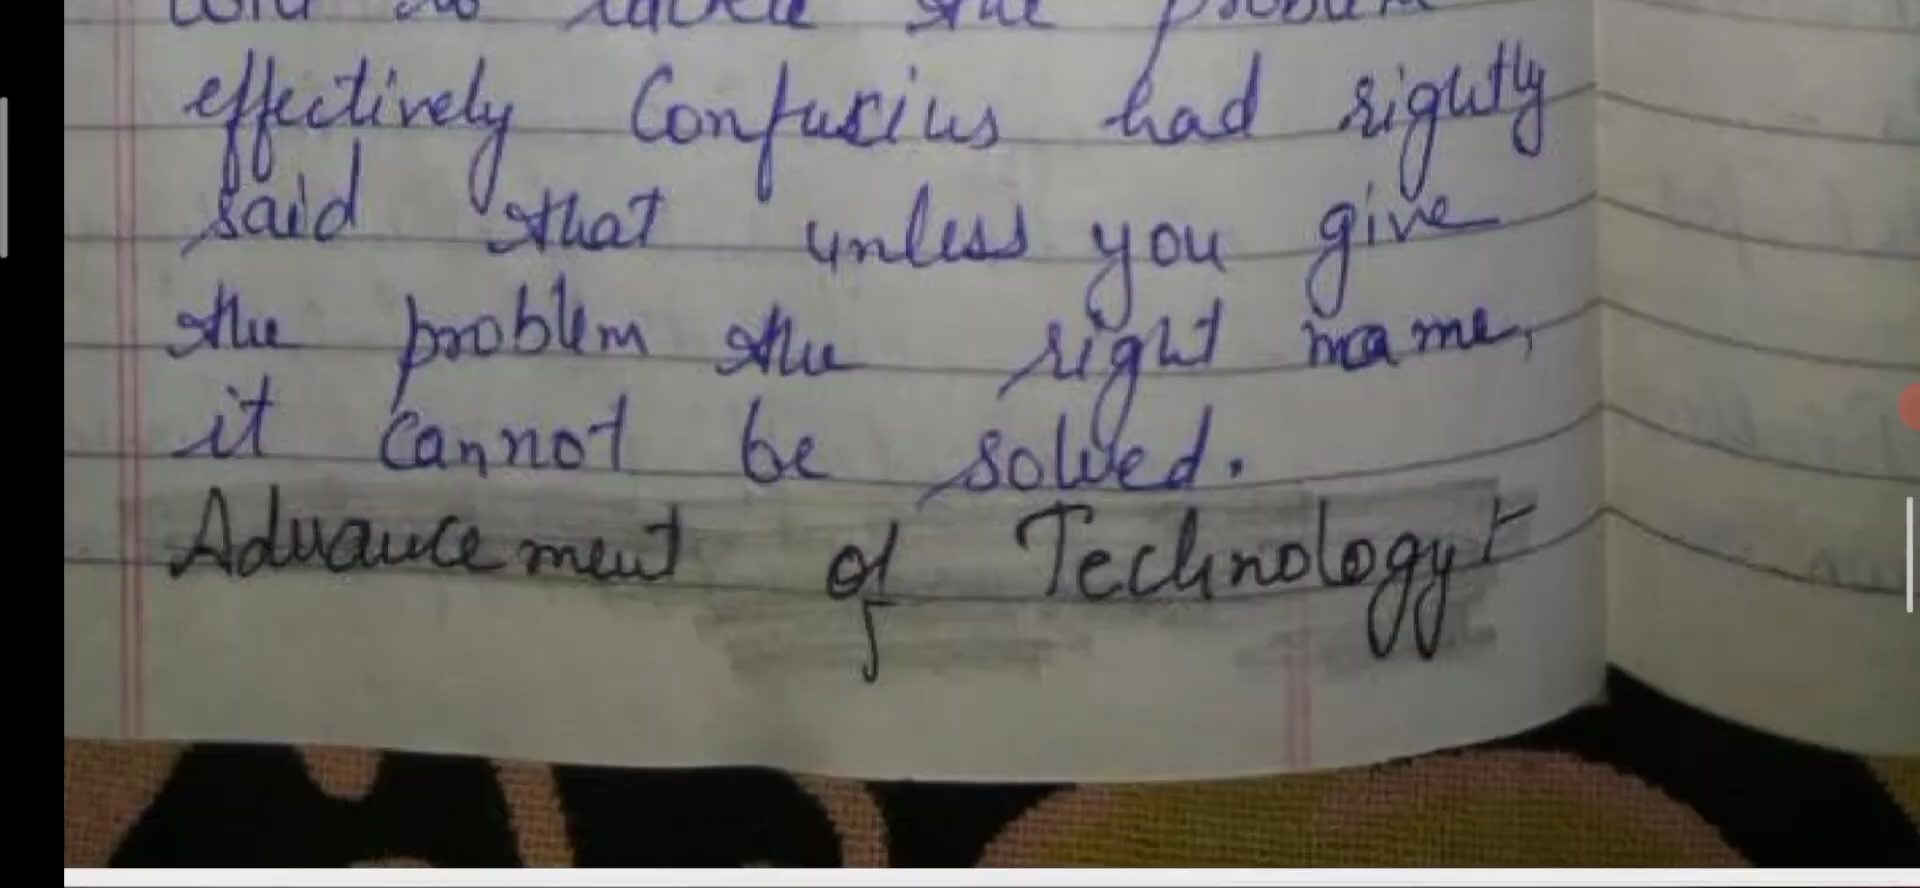 effectively Confucius had rightly
said that unless you give
the problem the right name,
it cannot be solved.
Advancement of Technology :-